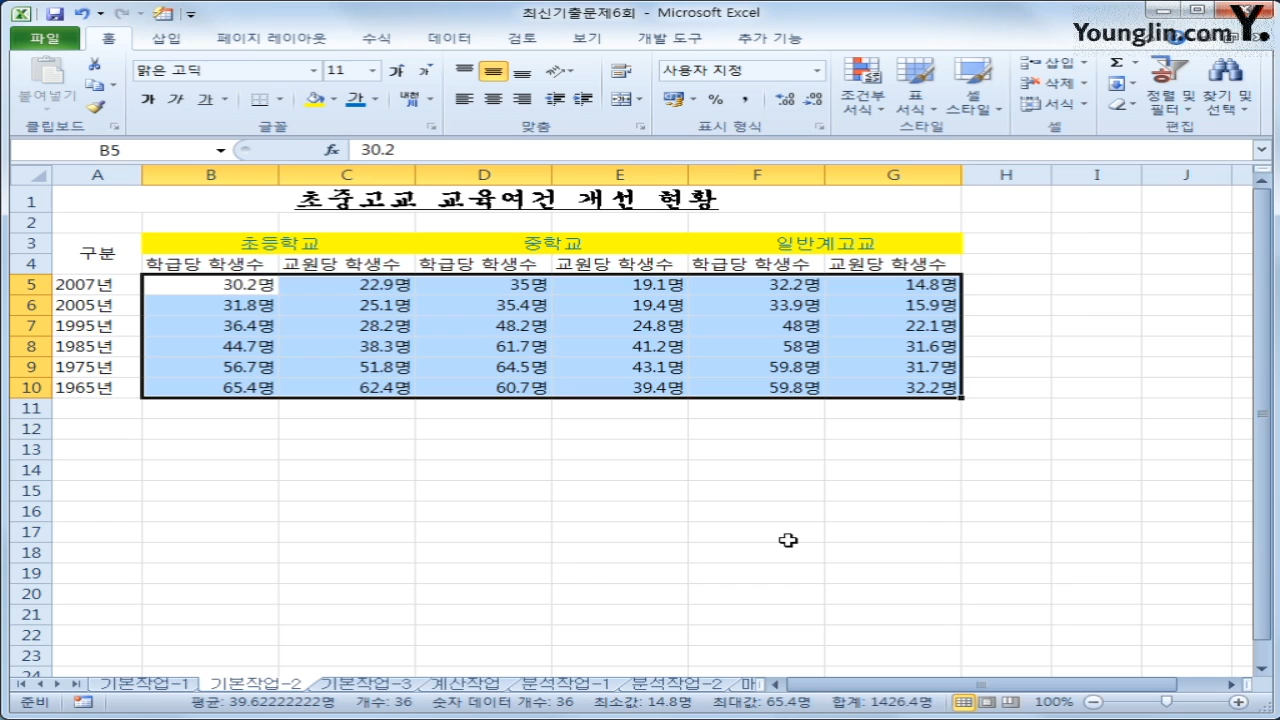 최신기출문제6회 - Microsoft Excel
Younglin.com Y.
파일 홈 삽입 페이지 레이아웃 수식 데이터 검토 보기 개발 도구 추가 기능
맑은 고딕 11 사용자 지정 삽입
붙여넣기 삭제
가 가 가 조건부 서식 표 서식 셀 스타일 서식 정렬 및 필터 찾기 및 선택
클립보드 글꼴 맞춤 표시 형식 스타일 셀 편집
B5 fx 30.2
A B C D E F G H I J
1 초중고교 교육여건 개선 현황
2
3 구분 초등학교 중학교 일반계고교
4 학급당 학생수 교원당 학생수 학급당 학생수 교원당 학생수 학급당 학생수 교원당 학생수
5 2007년 30.2명 22.9명 35명 19.1명 32.2명 14.8명
6 2005년 31.8명 25.1명 35.4명 19.4명 33.9명 15.9명
7 1995년 36.4명 28.2명 48.2명 24.8명 48명 22.1명
8 1985년 44.7명 38.3명 61.7명 41.2명 58명 31.6명
9 1975년 56.7명 51.8명 64.5명 43.1명 59.8명 31.7명
10 1965년 65.4명 62.4명 60.7명 39.4명 59.8명 32.2명
11
12
13
14
15
16
17
18
19
20
21
22
23
24
기본작업-1 기본작업-2 기본작업-3 계산작업 분석작업-1 분석작업-2
준비 평균: 39.62222222명 개수: 36 숫자 데이터 개수: 36 최소값: 14.8명 최대값: 65.4명 합계: 1426.4명 100%